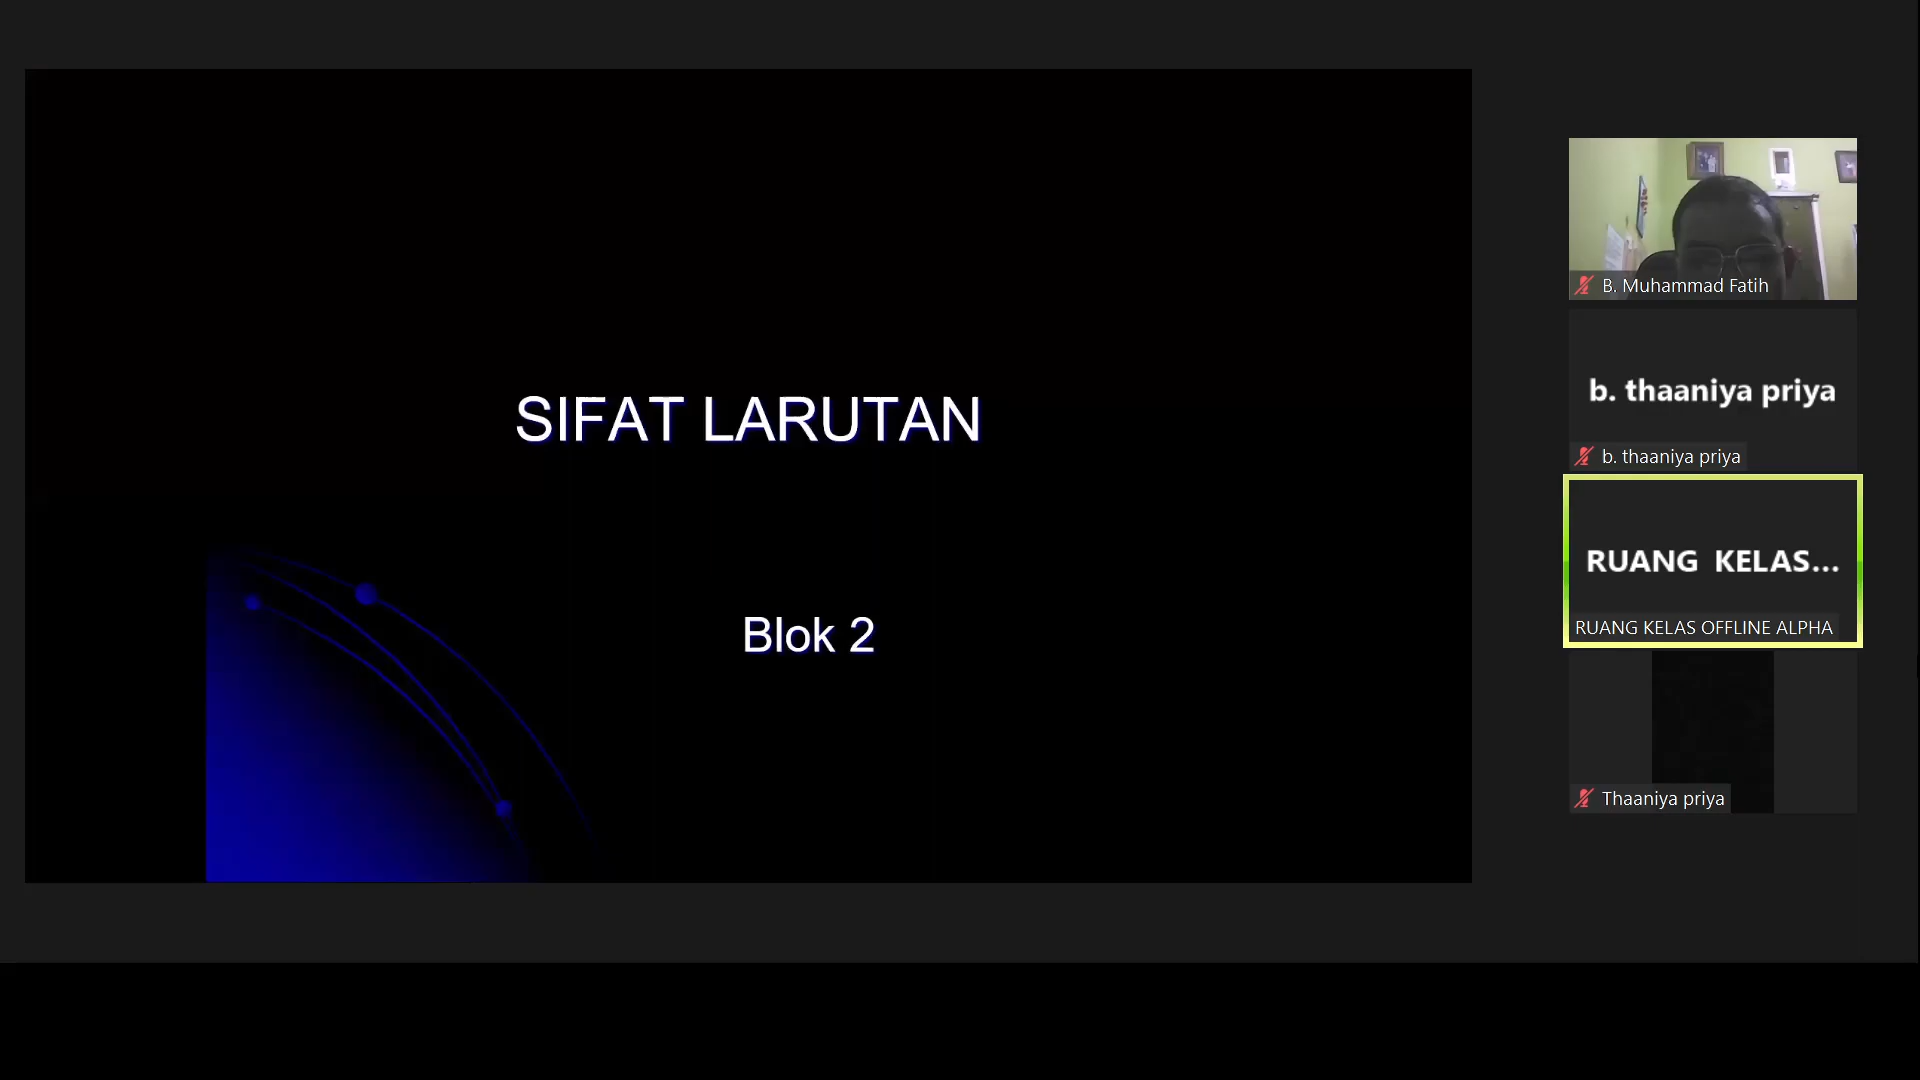 SIFAT LARUTAN
Blok 2
B. Muhammad Fatih
b. thaaniya priya
b. thaaniya priya
RUANG KELAS...
RUANG KELAS OFFLINE ALPHA
Thaaniya priya